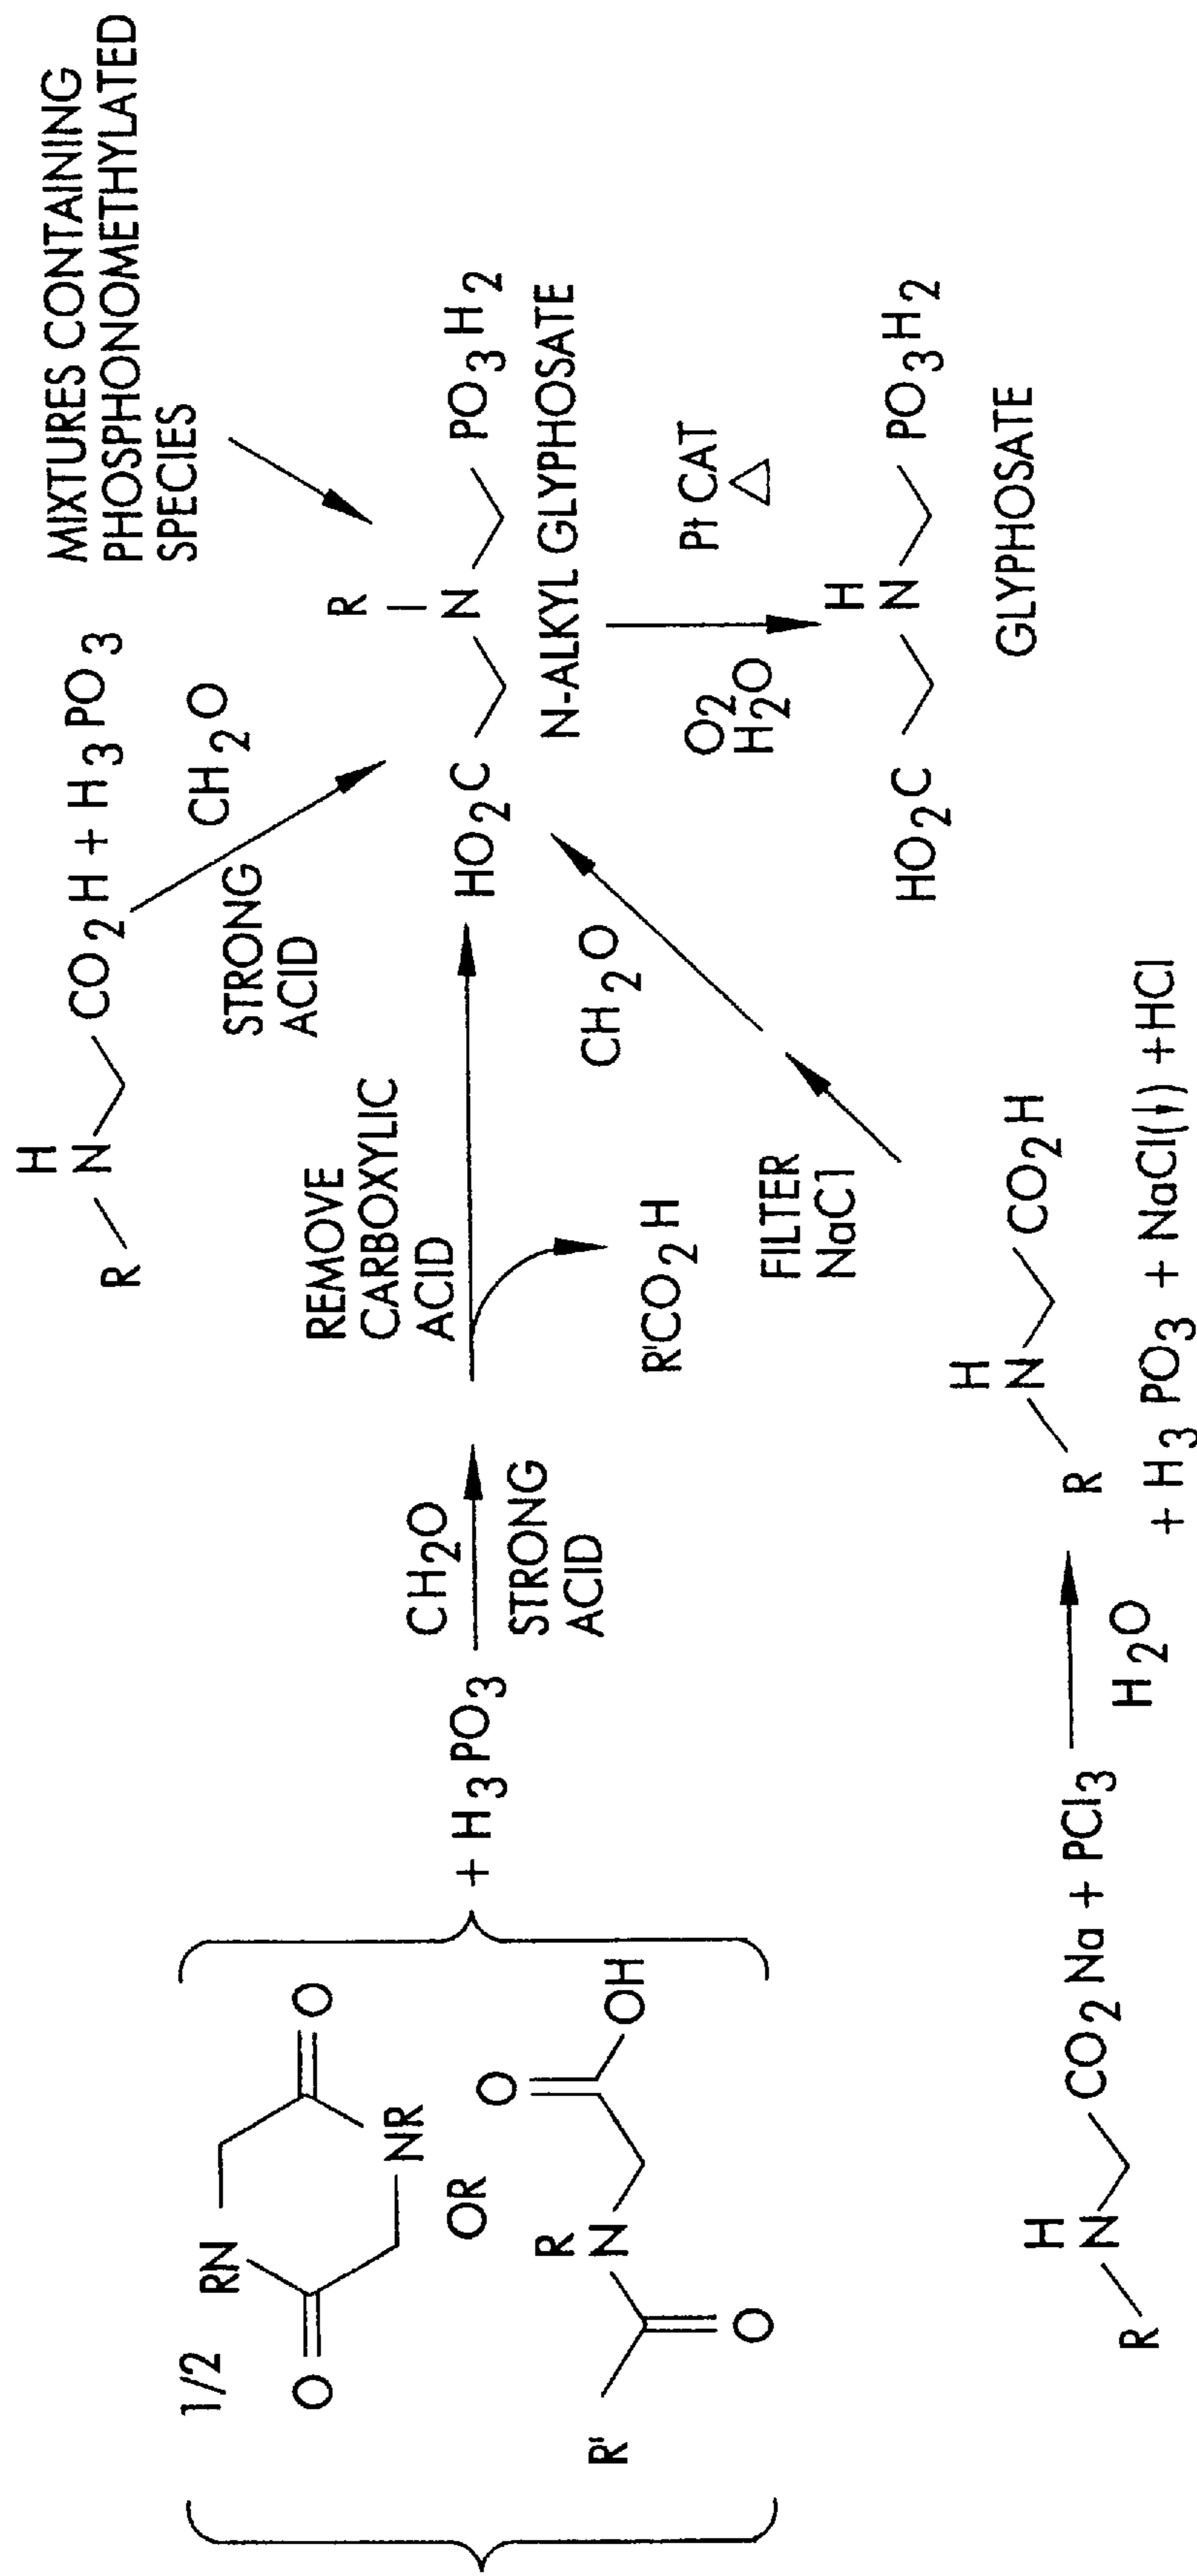 MIXTURES CONTAINING
PHOSPHONOMETHYLATED
SPECIES
H
R N CO2H + H3PO3
STRONG
ACID
CH2O
1/2
RN
O
O
NR
OR
R'
O
R
N
O
OH
+ H3PO3
CH2O
STRONG
ACID
REMOVE
CARBOXYLIC
ACID
R'CO2H
R
HO2C N PO3H2
N-ALKYL GLYPHOSATE
O2
H2O
Pt CAT
△
H
HO2C N PO3H2
GLYPHOSATE
CH2O
FILTER
NaCl
H
R N CO2Na + PCl3
H2O
H
R N CO2H
+ H3PO3 + NaCl(↓) +HCl